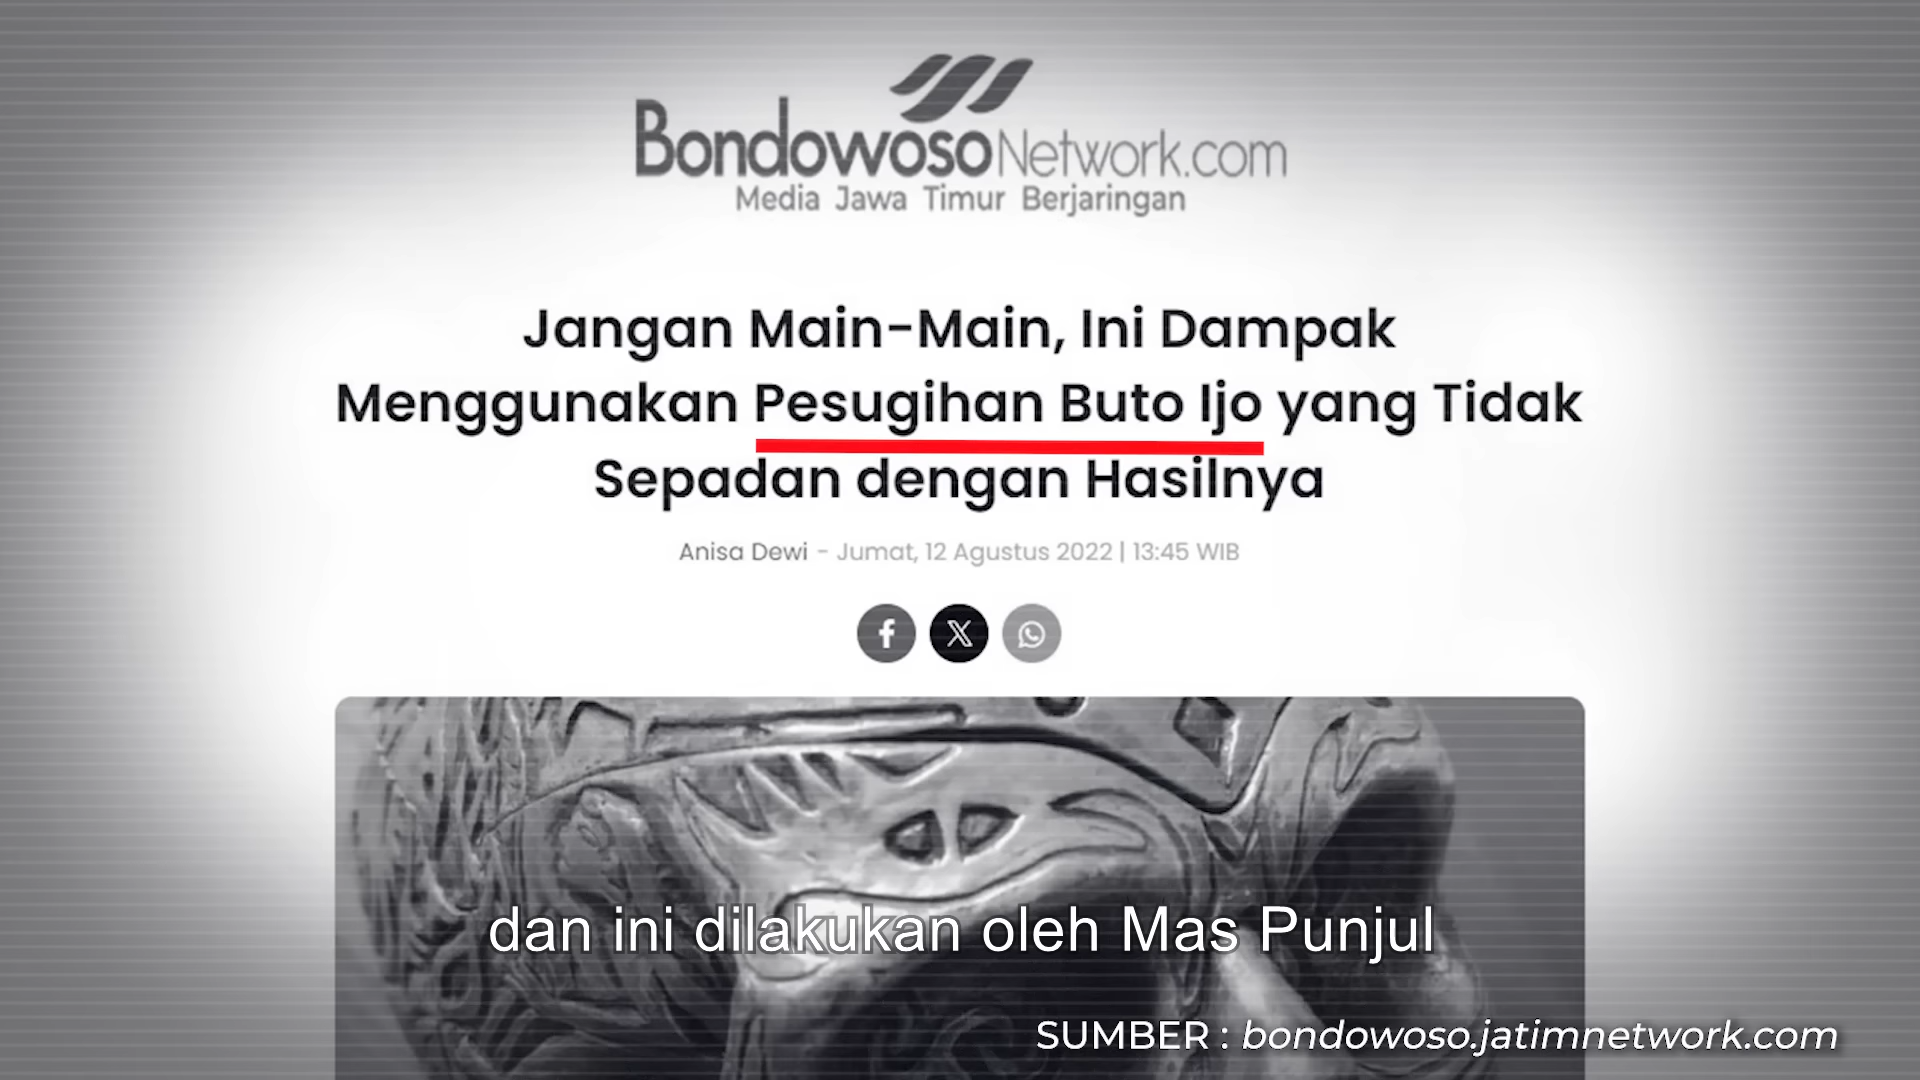 BondowosoNetwork.com
Media Jawa Timur Berjaringan
Jangan Main-Main, Ini Dampak
Menggunakan Pesugihan Buto Ijo yang Tidak
Sepadan dengan Hasilnya
Anisa Dewi - Jumat, 12 Agustus 2022 | 13:45 WIB
dan ini dilakukan oleh Mas Punjul
SUMBER : bondowoso.jatimnetwork.com